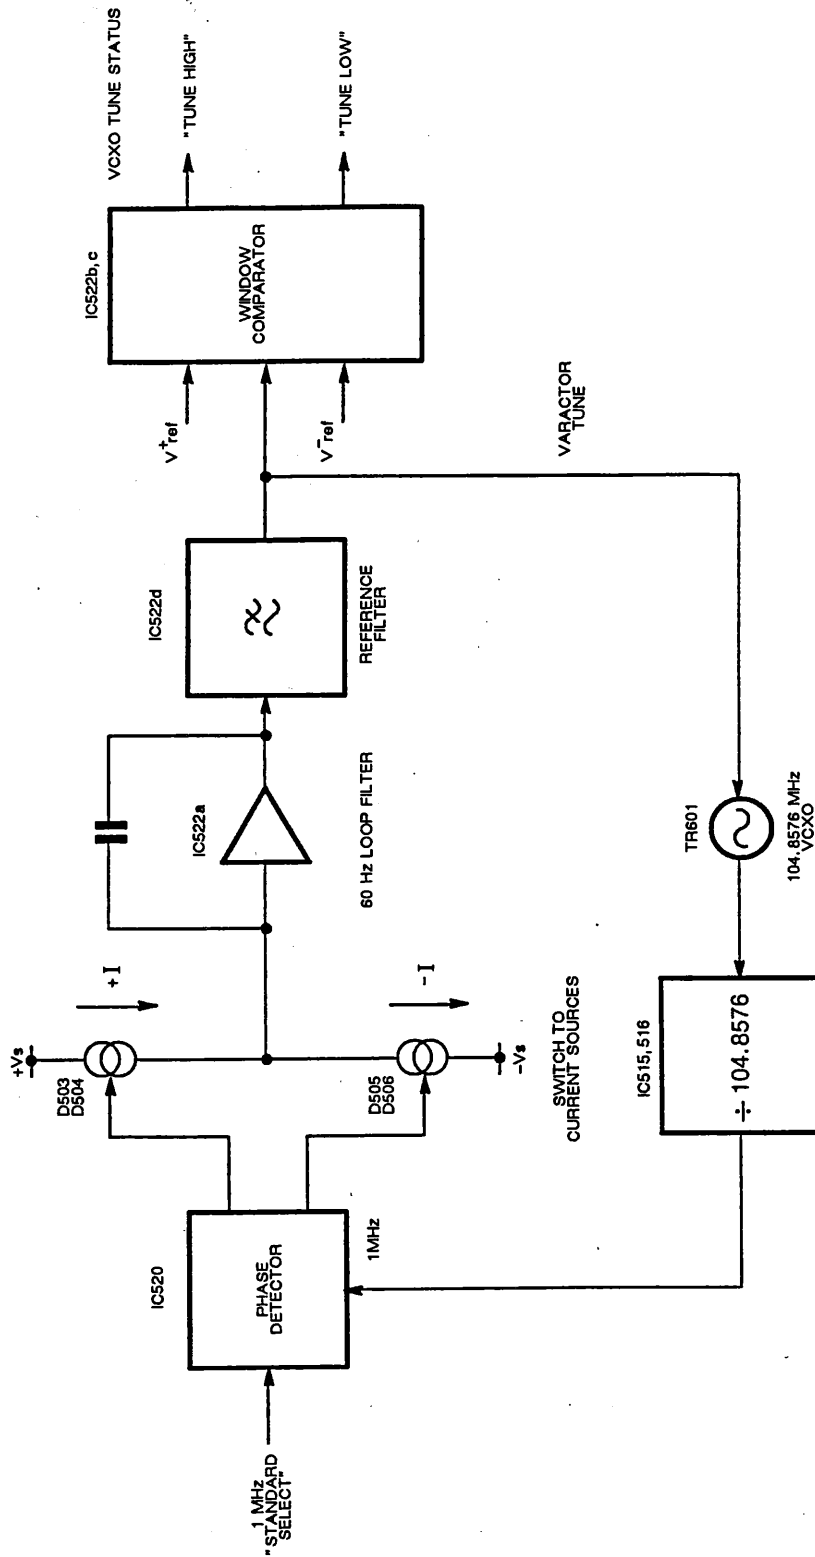 1 MHz
"STANDARD
SELECT"
IC520
PHASE
DETECTOR
1MHz
+Vs
D503
D504
+I
D505
D506
-I
-Vs
SWITCH TO
CURRENT SOURCES
IC522a
60 Hz LOOP FILTER
IC522d
REFERENCE
FILTER
V+ref
V-ref
IC522b,c
WINDOW
COMPARATOR
VCXO TUNE STATUS
"TUNE HIGH"
"TUNE LOW"
VARACTOR
TUNE
TR601
104.8576 MHz
VCXO
IC515,516
÷ 104.8576